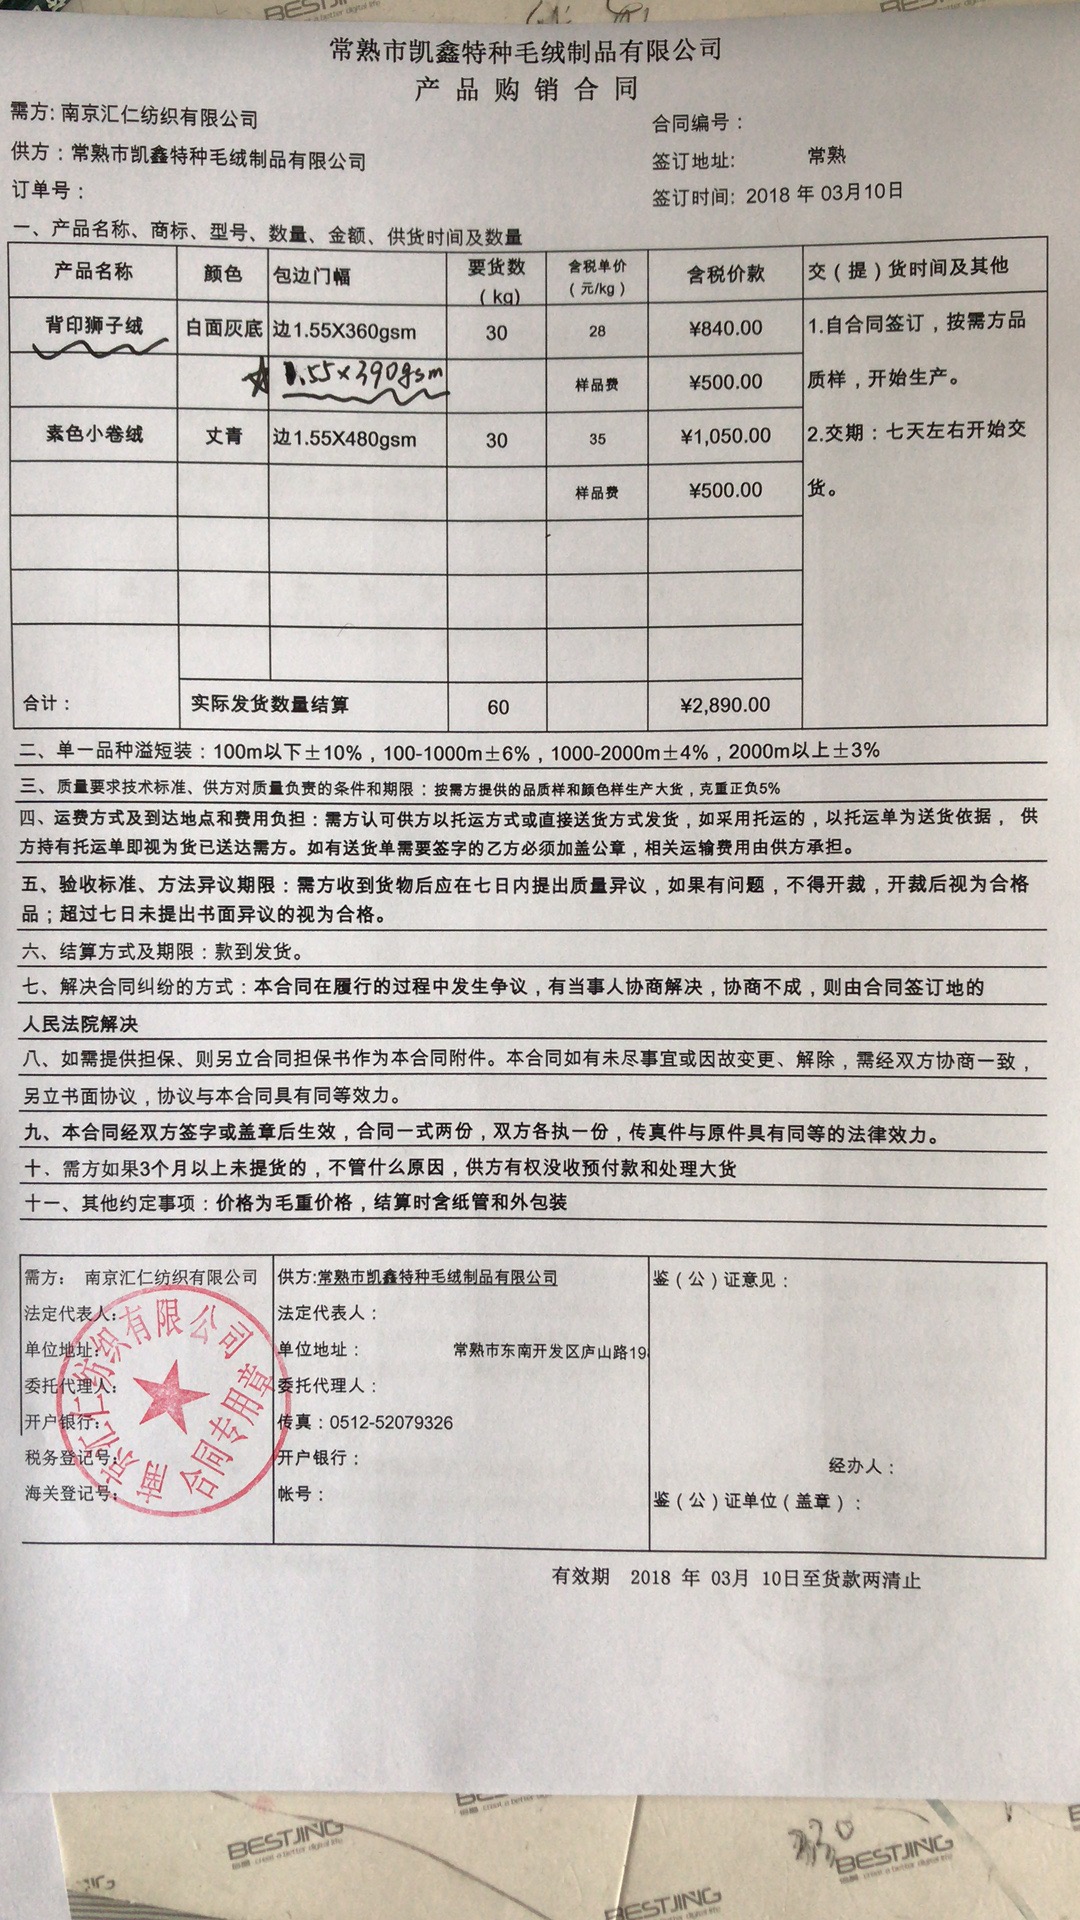 常熟市凯鑫特种毛绒制品有限公司
产品购销合同
需方: 南京汇仁纺织有限公司
合同编号：
供方：常熟市凯鑫特种毛绒制品有限公司
签订地址: 常熟
订单号：
签订时间: 2018 年 03月10日
一、产品名称、商标、型号、数量、金额、供货时间及数量
产品名称 颜色 包边门幅 要货数（kg） 含税单价（元/kg） 含税价款 交（提）货时间及其他
背印狮子绒 白面灰底 边1.55X360gsm 30 28 ¥840.00 1.自合同签订，按需方品
1.55×390gsm 样品费 ¥500.00 质样，开始生产。
素色小卷绒 丈青 边1.55X480gsm 30 35 ¥1,050.00 2.交期：七天左右开始交
样品费 ¥500.00 货。
合计： 实际发货数量结算 60 ¥2,890.00
二、单一品种溢短装：100m以下±10%，100-1000m±6%，1000-2000m±4%，2000m以上±3%
三、质量要求技术标准、供方对质量负责的条件和期限：按需方提供的品质样和颜色样生产大货，克重正负5%
四、运费方式及到达地点和费用负担：需方认可供方以托运方式或直接送货方式发货，如采用托运的，以托运单为送货依据， 供
方持有托运单即视为货已送达需方。如有送货单需要签字的乙方必须加盖公章，相关运输费用由供方承担。
五、验收标准、方法异议期限：需方收到货物后应在七日内提出质量异议，如果有问题，不得开裁，开裁后视为合格
品；超过七日未提出书面异议的视为合格。
六、结算方式及期限：款到发货。
七、解决合同纠纷的方式：本合同在履行的过程中发生争议，有当事人协商解决，协商不成，则由合同签订地的
人民法院解决
八、如需提供担保、则另立合同担保书作为本合同附件。本合同如有未尽事宜或因故变更、解除，需经双方协商一致，
另立书面协议，协议与本合同具有同等效力。
九、本合同经双方签字或盖章后生效，合同一式两份，双方各执一份，传真件与原件具有同等的法律效力。
十、需方如果3个月以上未提货的，不管什么原因，供方有权没收预付款和处理大货
十一、其他约定事项：价格为毛重价格，结算时含纸管和外包装
需方： 南京汇仁纺织有限公司
法定代表人:
单位地址:
委托代理人:
开户银行:
税务登记号:
海关登记号:
南京汇仁纺织有限公司
合同专用章
供方:常熟市凯鑫特种毛绒制品有限公司
法定代表人：
单位地址： 常熟市东南开发区庐山路19
委托代理人：
传真：0512-52079326
开户银行：
帐号：
鉴（公）证意见：
经办人：
鉴（公）证单位（盖章）：
有效期 2018 年 03月 10日至货款两清止
BESTJING
create a better digital life
330
BESTJING
create a better digital life
BESTJING